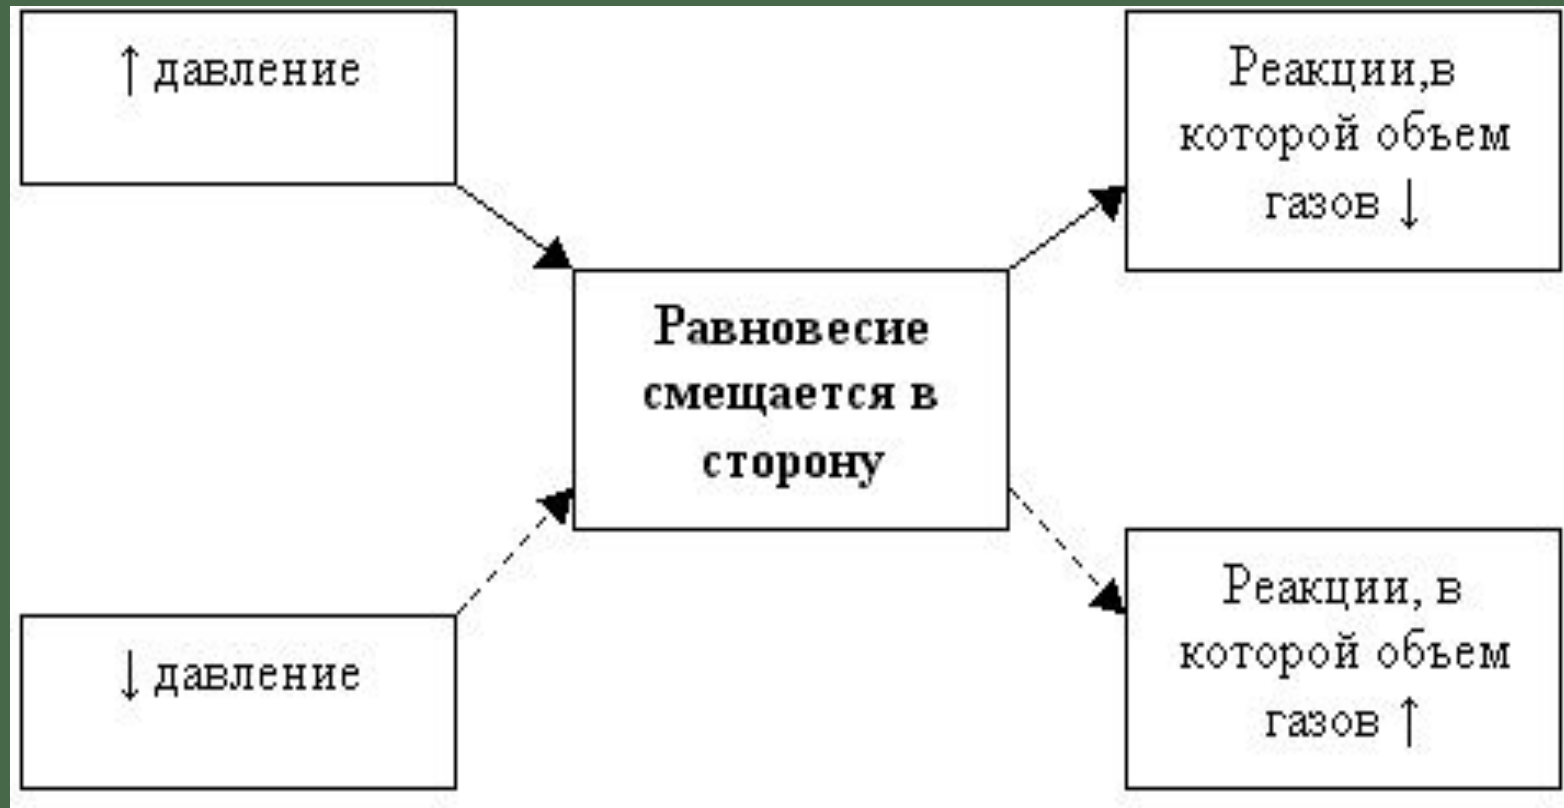 ↑ давление
Реакции,в
которой объем
газов ↓
Равновесие
смещается в
сторону
↓ давление
Реакции, в
которой объем
газов ↑